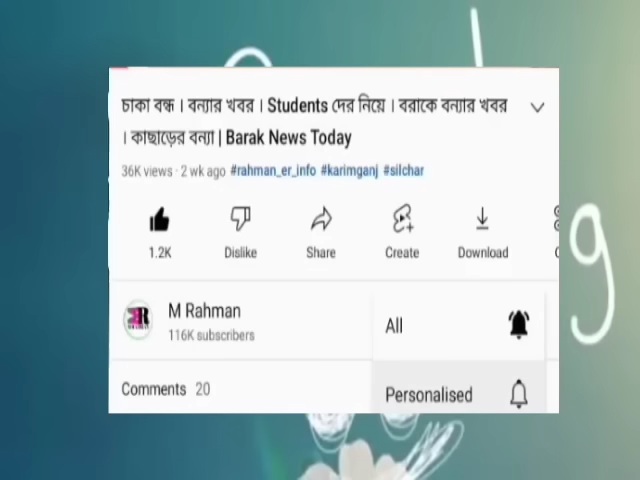 চাকা বন্ধ । বন্যার খবর । Students দের নিয়ে । বরাকে বন্যার খবর
। কাছাড়ের বন্যা | Barak News Today
36K views · 2 wk ago #rahman_er_info #karimganj #silchar
1.2K Dislike Share Create Download
M Rahman
116K subscribers
All
Comments 20
Personalised
g